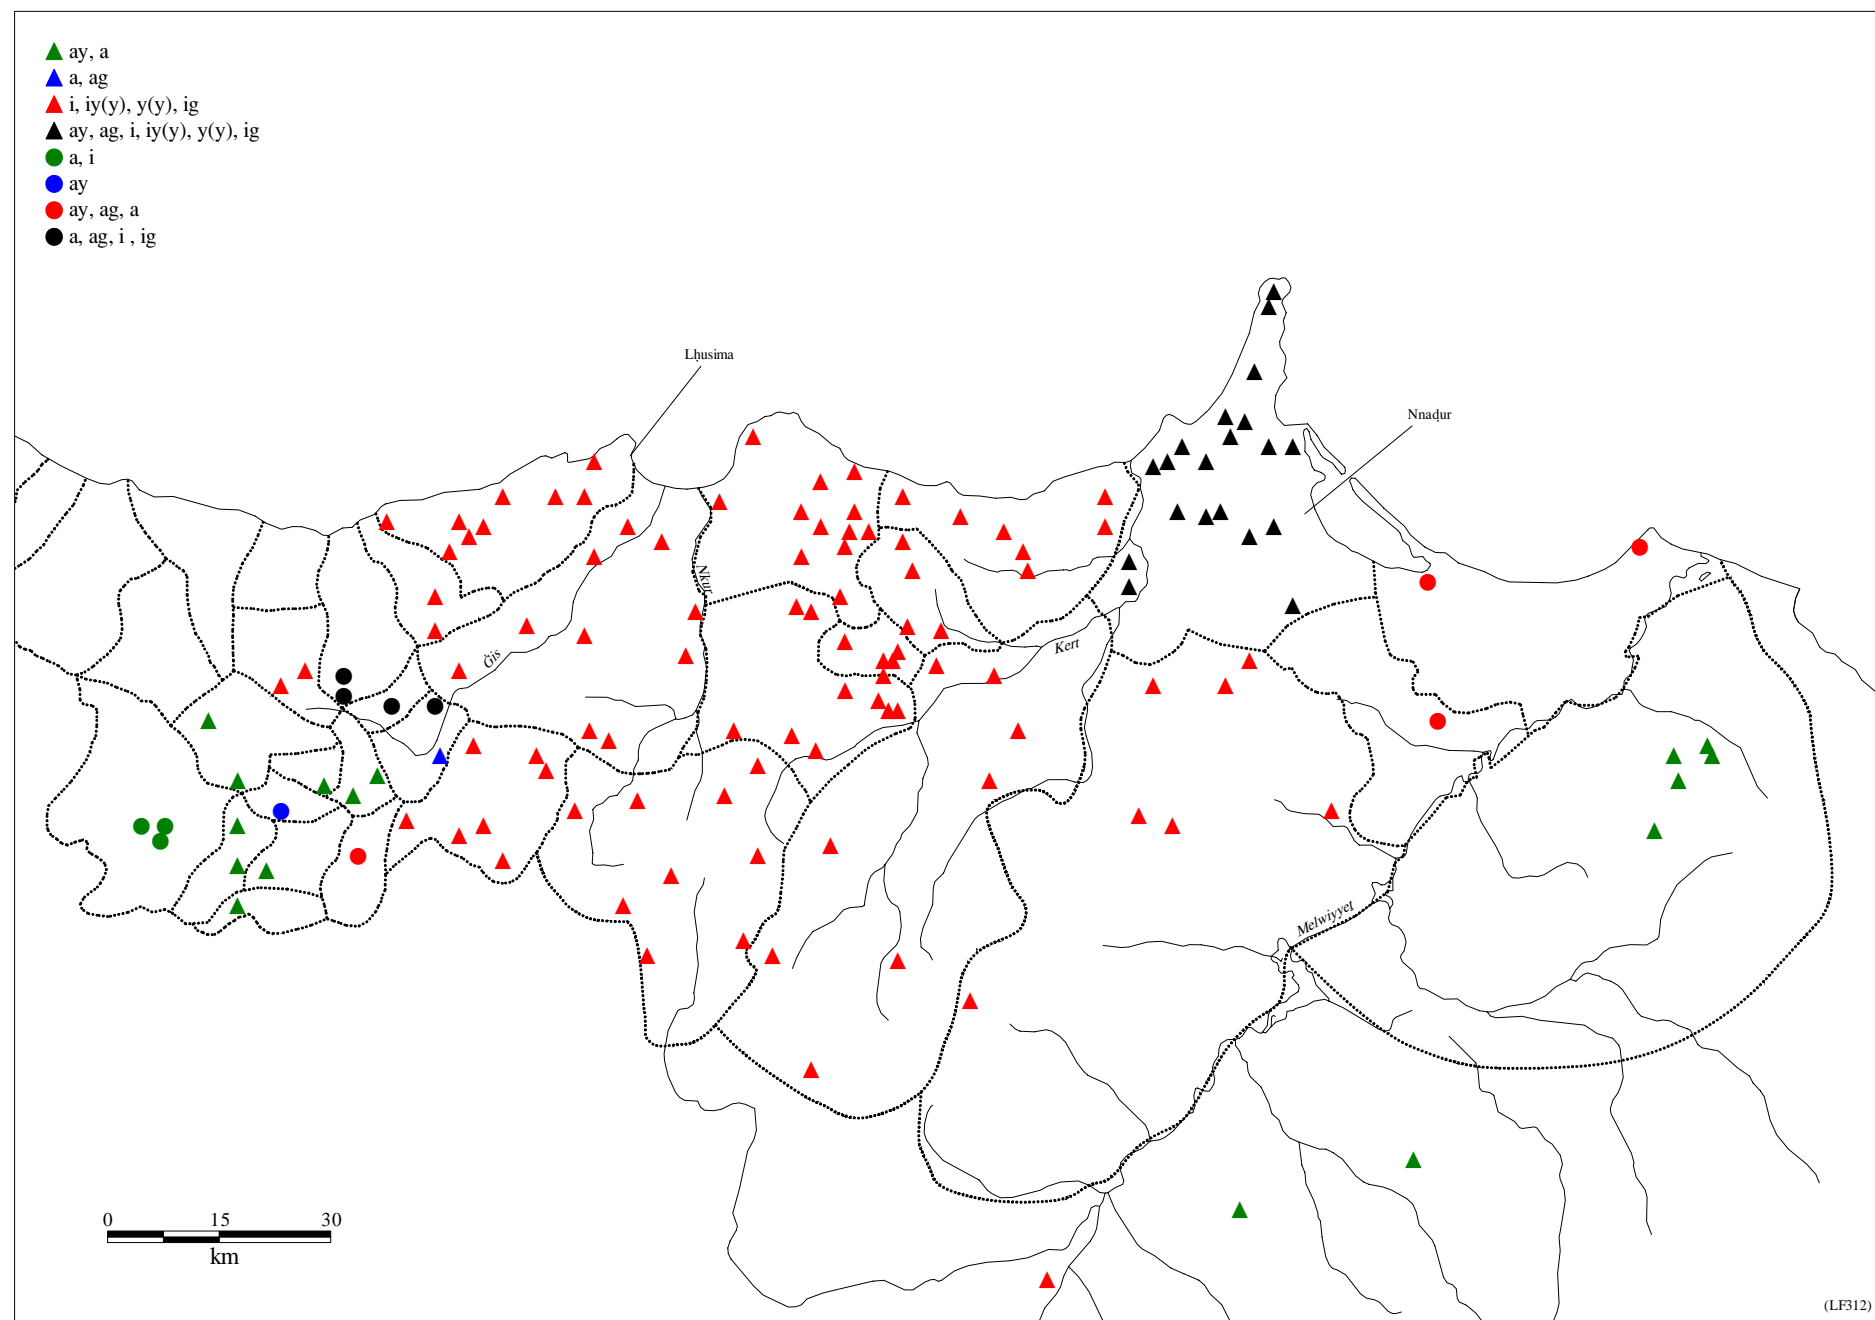 ay, a
a, ag
i, iy(y), y(y), ig
ay, ag, i, iy(y), y(y), ig
a, i
ay
ay, ag, a
a, ag, i , ig
Lḥusima
Nnaḍur
Nkur
Ġis
Kert
Melwiyyet
0 15 30
km
(LF312)